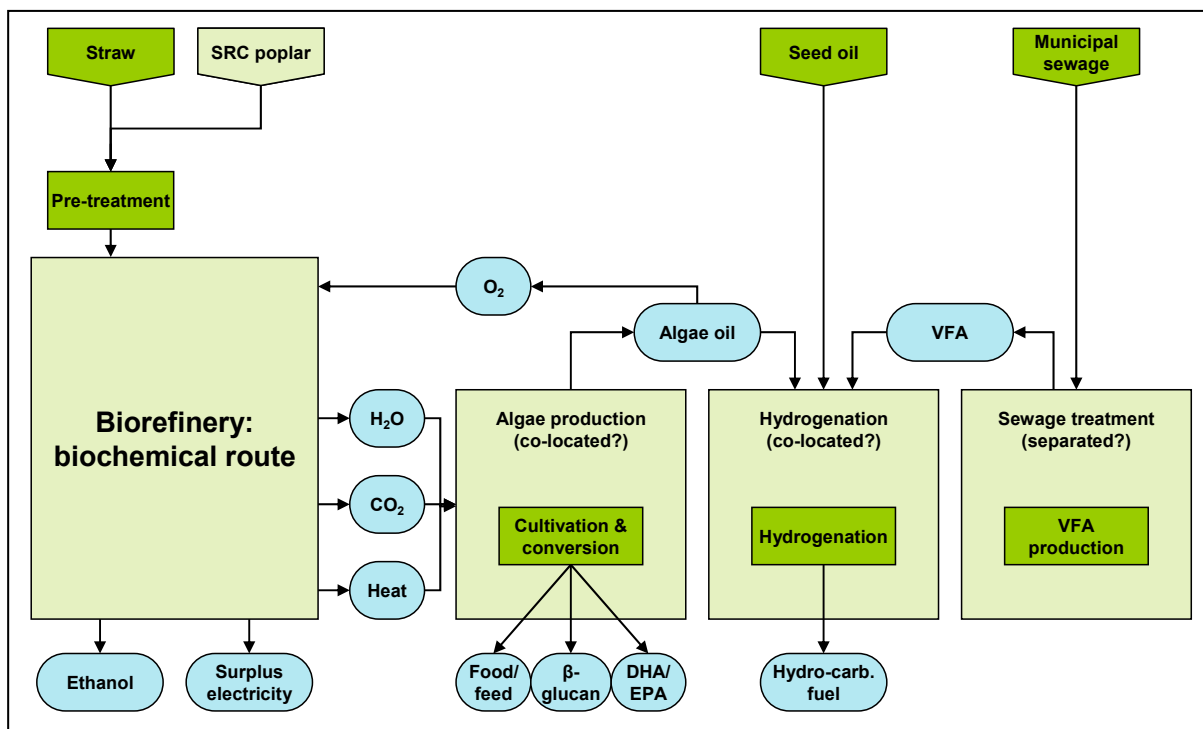 Straw
SRC poplar
Seed oil
Municipal
sewage
Pre-treatment
O₂
Algae oil
VFA
Biorefinery:
biochemical route
H₂O
CO₂
Heat
Algae production
(co-located?)
Cultivation &
conversion
Hydrogenation
(co-located?)
Hydrogenation
Sewage treatment
(separated?)
VFA
production
Ethanol
Surplus
electricity
Food/
feed
β-
glucan
DHA/
EPA
Hydro-carb.
fuel